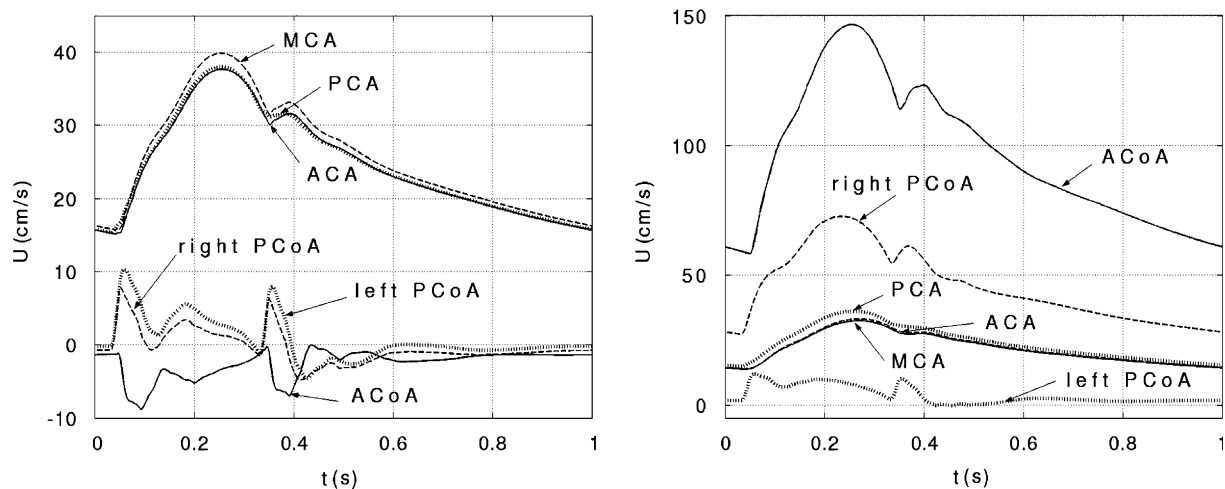 40
30
20
10
0
-10
U (cm/s)
MCA
PCA
ACA
right PCoA
left PCoA
ACoA
0
0.2
0.4
0.6
0.8
1
t (s)
150
100
50
0
U (cm/s)
ACoA
right PCoA
PCA
ACA
MCA
left PCoA
0
0.2
0.4
0.6
0.8
1
t (s)